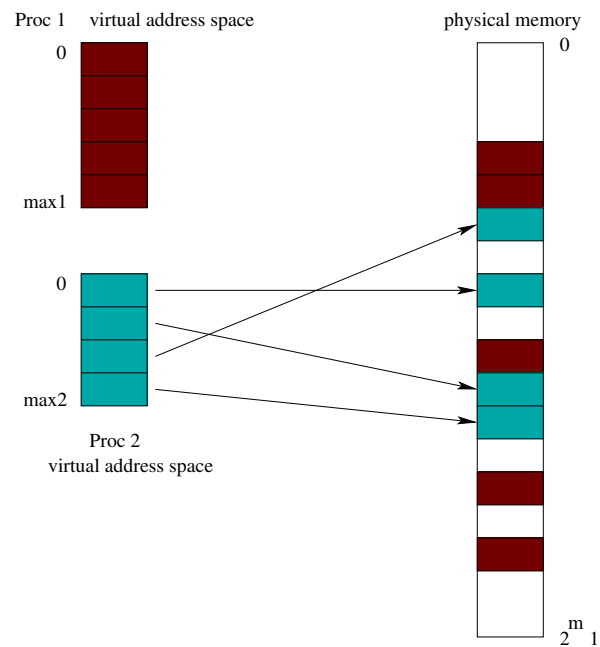 Proc 1 virtual address space
physical memory
0
0
max1
0
max2
Proc 2
virtual address space
m
2 1